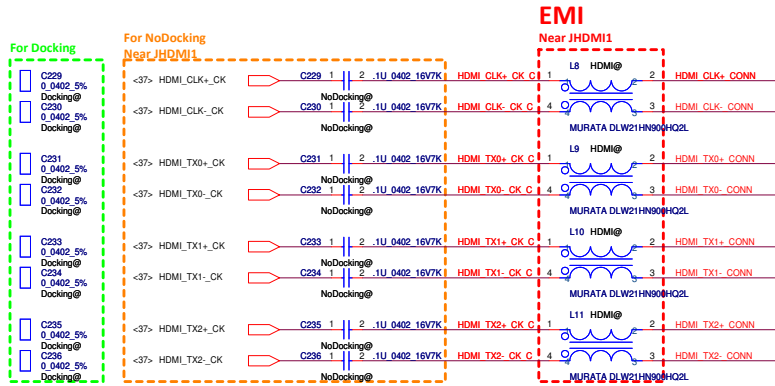 EMI
Near JHDMI1
For NoDocking
Near JHDMI1
For Docking
C229
0_0402_5%
Docking@
<37> HDMI_CLK+_CK C229 1 2 .1U_0402_16V7K HDMI_CLK+_CK_C 1 L8 HDMI@ 2 HDMI_CLK+_CONN
NoDocking@
C230
0_0402_5%
Docking@
<37> HDMI_CLK-_CK C230 1 2 .1U_0402_16V7K HDMI_CLK-_CK_C 4 3 HDMI_CLK-_CONN
NoDocking@
MURATA DLW21HN900HQ2L
C231
0_0402_5%
Docking@
<37> HDMI_TX0+_CK C231 1 2 .1U_0402_16V7K HDMI_TX0+_CK_C 1 L9 HDMI@ 2 HDMI_TX0+_CONN
NoDocking@
C232
0_0402_5%
Docking@
<37> HDMI_TX0-_CK C232 1 2 .1U_0402_16V7K HDMI_TX0-_CK_C 4 3 HDMI_TX0-_CONN
NoDocking@
MURATA DLW21HN900HQ2L
C233
0_0402_5%
Docking@
<37> HDMI_TX1+_CK C233 1 2 .1U_0402_16V7K HDMI_TX1+_CK_C 1 L10 HDMI@ 2 HDMI_TX1+_CONN
NoDocking@
C234
0_0402_5%
Docking@
<37> HDMI_TX1-_CK C234 1 2 .1U_0402_16V7K HDMI_TX1-_CK_C 4 3 HDMI_TX1-_CONN
NoDocking@
MURATA DLW21HN900HQ2L
C235
0_0402_5%
Docking@
<37> HDMI_TX2+_CK C235 1 2 .1U_0402_16V7K HDMI_TX2+_CK_C 1 L11 HDMI@ 2 HDMI_TX2+_CONN
NoDocking@
C236
0_0402_5%
Docking@
<37> HDMI_TX2-_CK C236 1 2 .1U_0402_16V7K HDMI_TX2-_CK_C 4 3 HDMI_TX2-_CONN
NoDocking@
MURATA DLW21HN900HQ2L